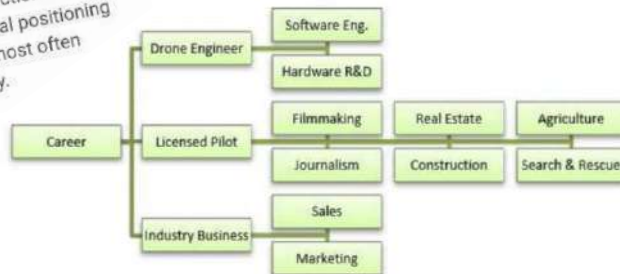 al positioning
most often
y.
Career
Drone Engineer
Software Eng.
Hardware R&D
Licensed Pilot
Filmmaking
Real Estate
Agriculture
Journalism
Construction
Search & Rescue
Industry Business
Sales
Marketing